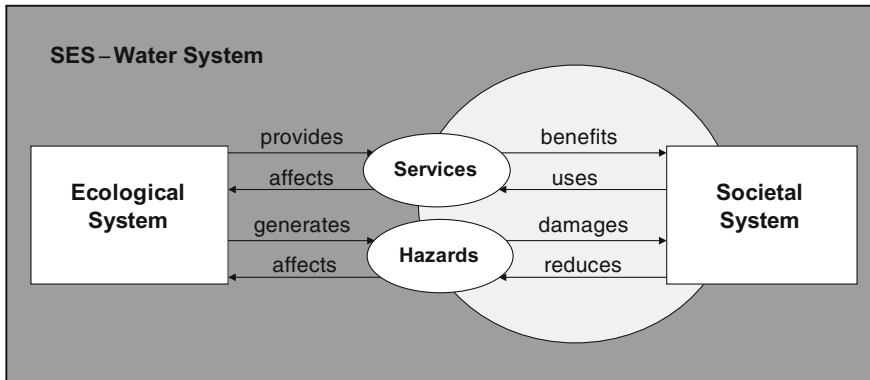 SES – Water System
provides
benefits
Services
affects
uses
Ecological
System
Societal
System
generates
damages
Hazards
affects
reduces